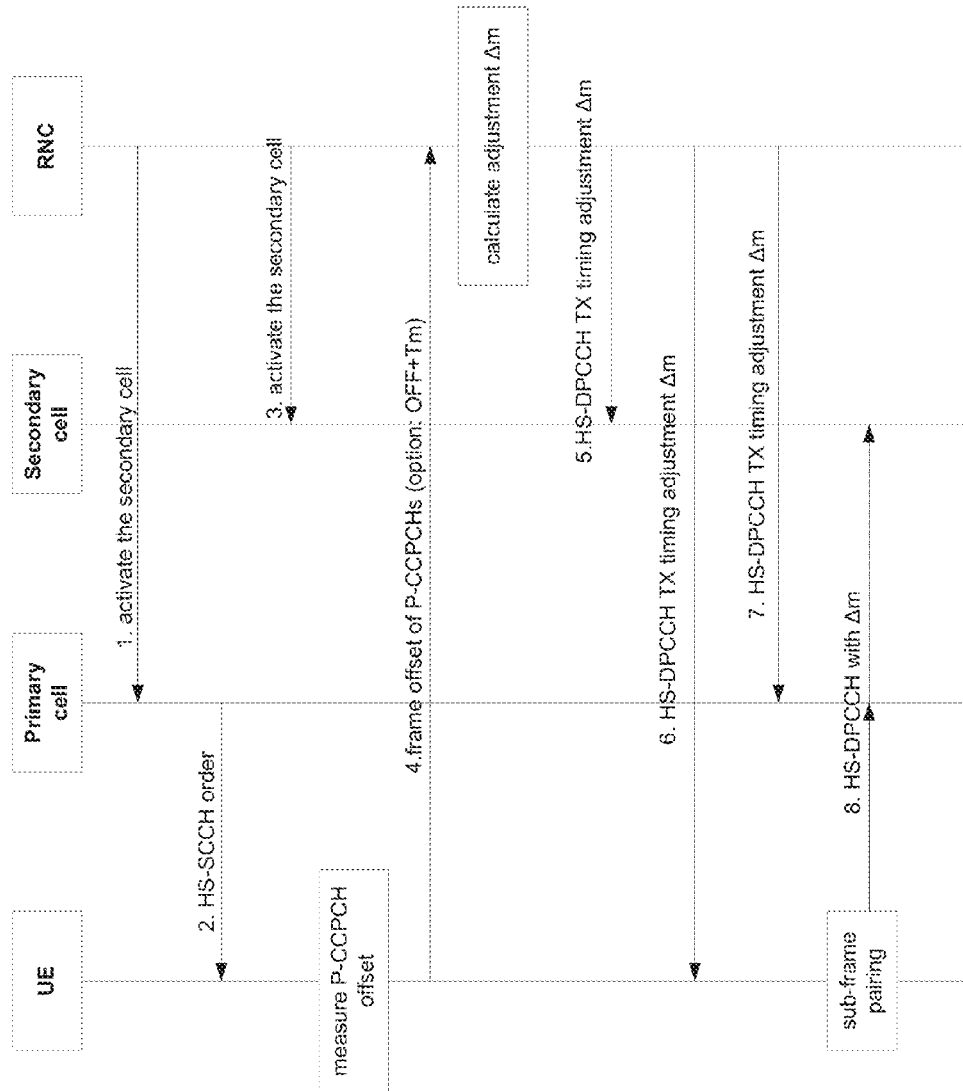 UE
Primary
cell
Secondary
cell
RNC
1. activate the secondary cell
2. HS-SCCH order
3. activate the secondary cell
measure P-CCPCH
offset
4.frame offset of P-CCPCHs (option: OFF+Tm)
calculate adjustment Δm
5.HS-DPCCH TX timing adjustment Δm
6. HS-DPCCH TX timing adjustment Δm
7. HS-DPCCH TX timing adjustment Δm
sub-frame
pairing
8. HS-DPCCH with Δm